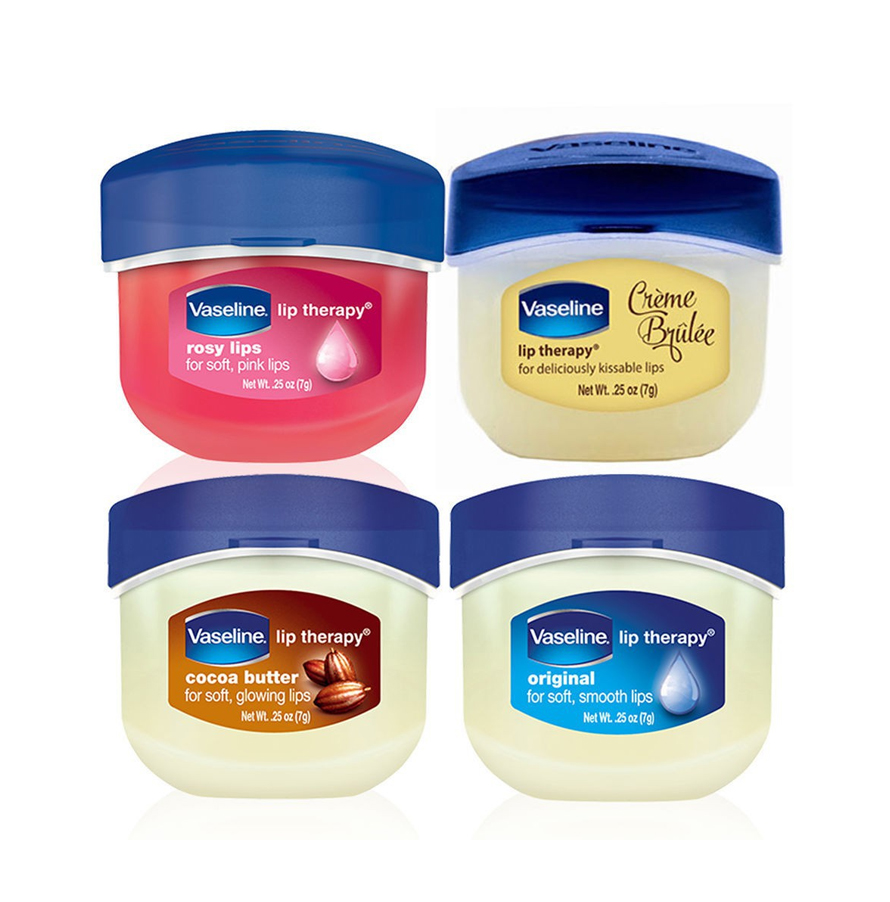 Vaseline. lip therapy®
rosy lips
for soft, pink lips
Net Wt. .25 oz (7g)
Vaseline
Vaseline
Crème
Brûlée
lip therapy®
for deliciously kissable lips
Net Wt. .25 oz (7g)
Vaseline. lip therapy®
cocoa butter
for soft, glowing lips
Net Wt. .25 oz (7g)
Vaseline. lip therapy®
original
for soft, smooth lips
Net Wt. .25 oz (7g)